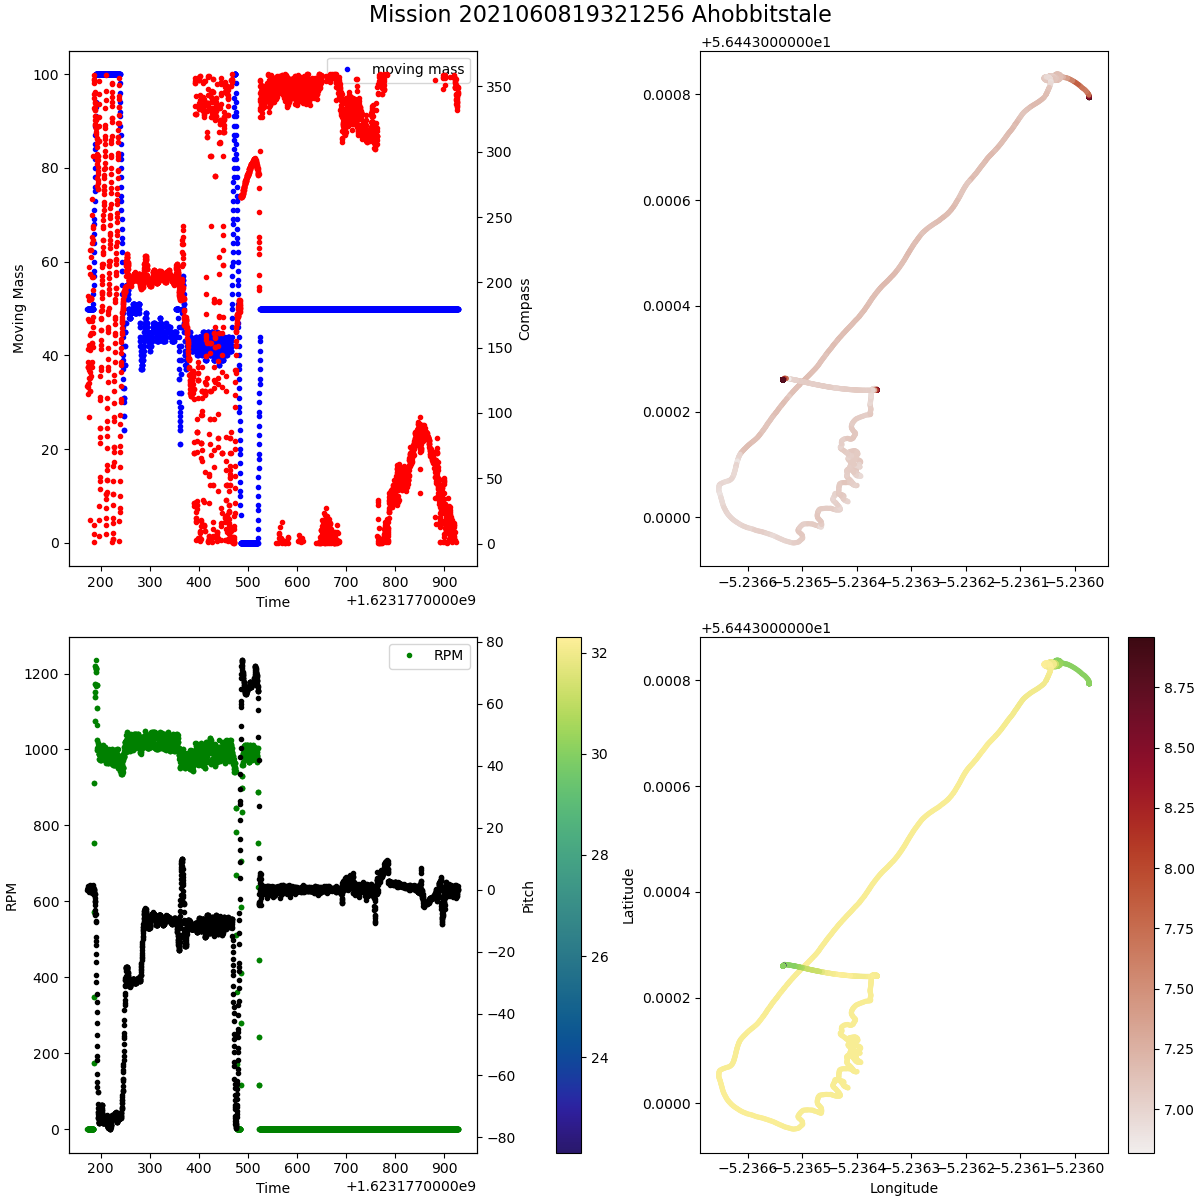 Mission 2021060819321256 Ahobbitstale
+5.6443000000e1
moving mass
100
80
60
40
20
0
Moving Mass
350
300
250
200
150
100
50
0
Compass
200 300 400 500 600 700 800 900
Time
+1.6231770000e9
0.0008
0.0006
0.0004
0.0002
0.0000
−5.2366 −5.2365 −5.2364 −5.2363 −5.2362 −5.2361 −5.2360
RPM
1200
1000
800
600
400
200
0
RPM
80
60
40
20
0
−20
−40
−60
−80
Pitch
200 300 400 500 600 700 800 900
Time
+1.6231770000e9
32
30
28
26
24
+5.6443000000e1
0.0008
0.0006
0.0004
0.0002
0.0000
Latitude
−5.2366 −5.2365 −5.2364 −5.2363 −5.2362 −5.2361 −5.2360
Longitude
8.75
8.50
8.25
8.00
7.75
7.50
7.25
7.00